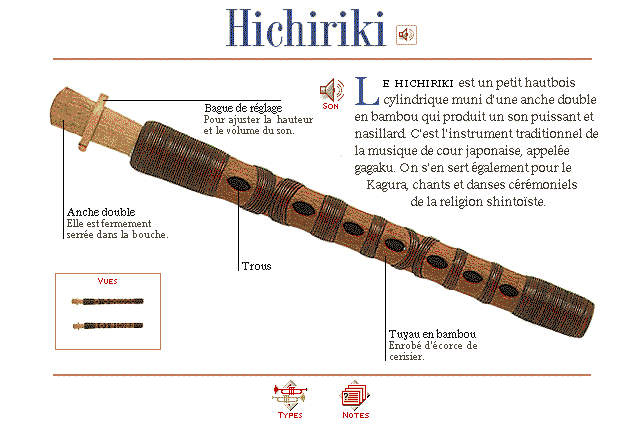 Hichiriki
SON
LE HICHIRIKI est un petit hautbois
cylindrique muni d'une anche double
en bambou qui produit un son puissant et
nasillard. C'est l'instrument traditionnel de
la musique de cour japonaise, appelée
gagaku. On s'en sert également pour le
Kagura, chants et danses cérémoniels
de la religion shintoïste.
Bague de réglage
Pour ajuster la hauteur
et le volume du son.
Anche double
Elle est fermement
serrée dans la bouche.
Trous
VUES
Tuyau en bambou
Enrobé d'écorce de
cerisier.
TYPES
NOTES